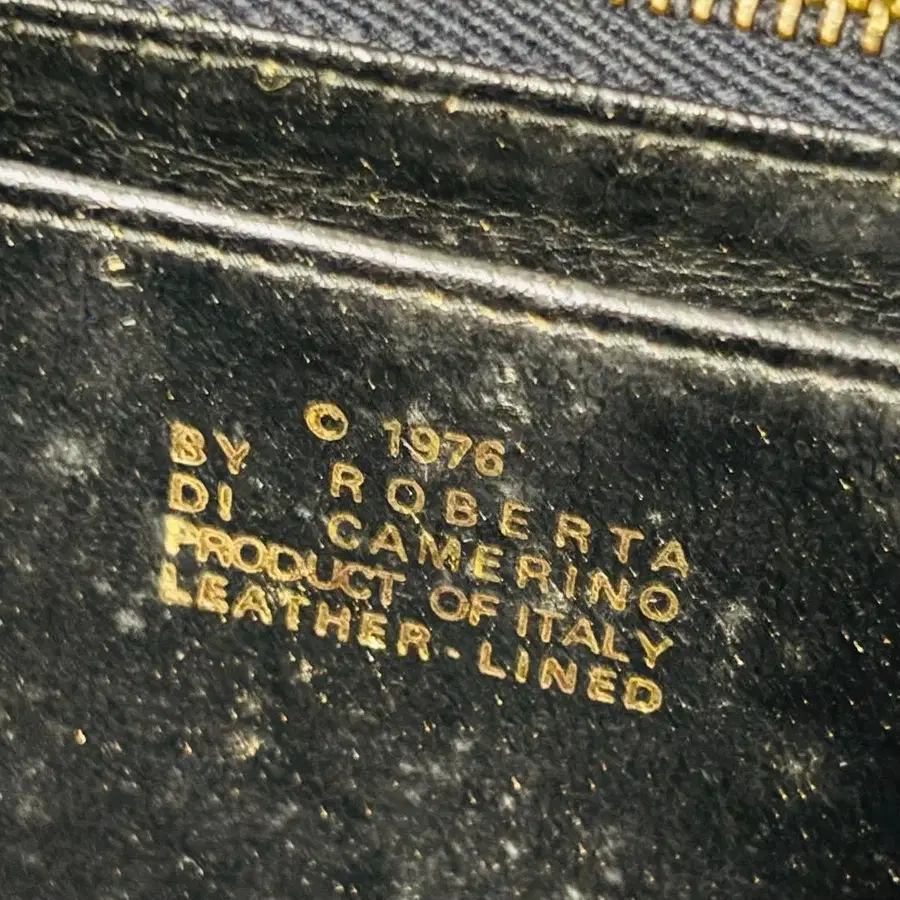 © 1976
BY ROBERTA
DI CAMERINO
PRODUCT OF ITALY
LEATHER-LINED